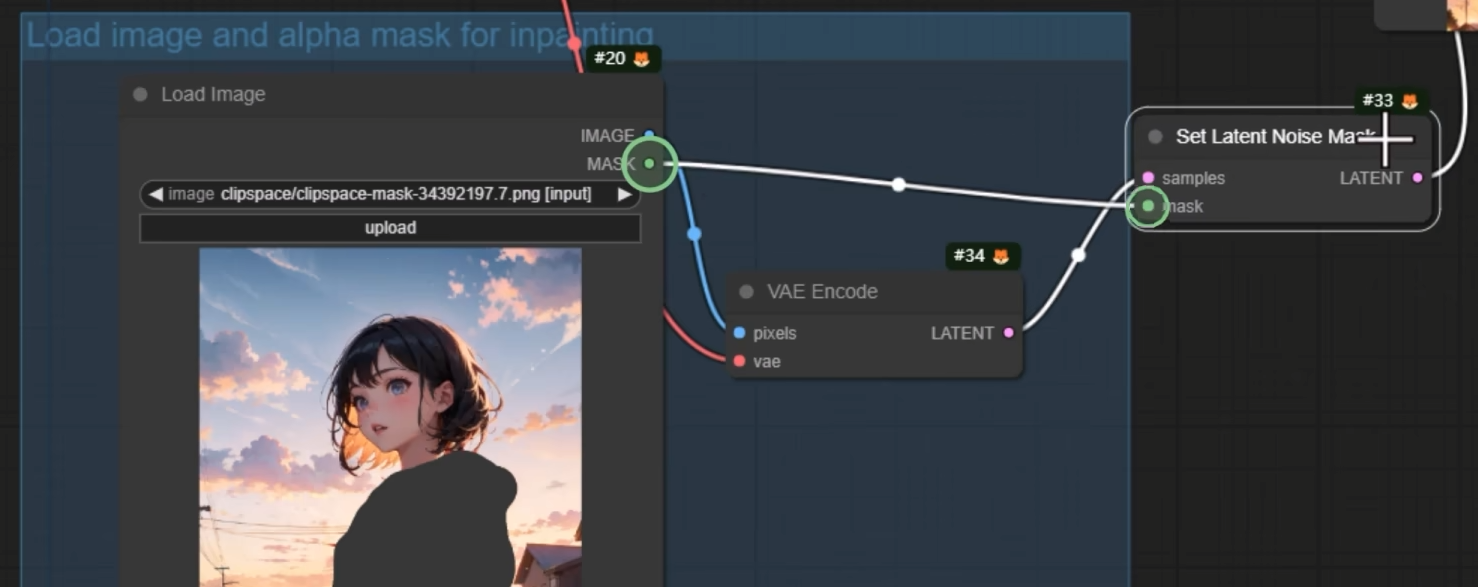 Load image and alpha mask for inpainting
#20
Load Image
IMAGE
MASK
image clipspace/clipspace-mask-34392197.7.png [input]
upload
#34
VAE Encode
pixels
LATENT
vae
#33
Set Latent Noise Mask
samples
LATENT
mask